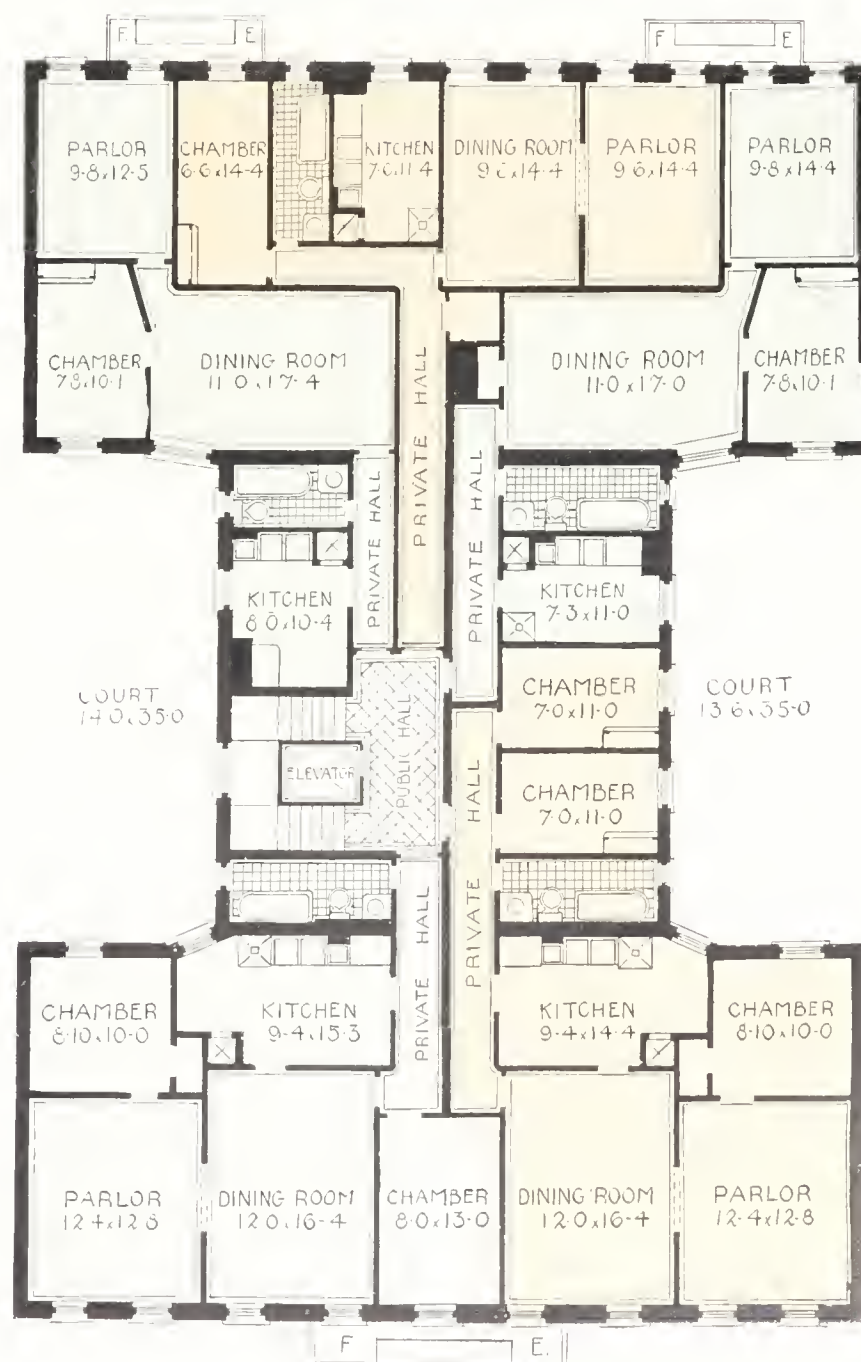 F. E.
F E
PARLOR
9-8x12-5
CHAMBER
6-6x14-4
KITCHEN
7-6x11-4
DINING ROOM
9-6x14-4
PARLOR
9-6x14-4
PARLOR
9-8x14-4
CHAMBER
7-8x10-1
DINING ROOM
11-0x17-4
PRIVATE HALL
DINING ROOM
11-0x17-0
CHAMBER
7-8x10-1
PRIVATE HALL
PRIVATE HALL
KITCHEN
8-0x10-4
KITCHEN
7-3x11-0
COURT
14-0x35-0
PUBLIC HALL
ELEVATOR
CHAMBER
7-0x11-0
COURT
13-6x35-0
CHAMBER
7-0x11-0
PRIVATE HALL
PRIVATE HALL
CHAMBER
8-10x10-0
KITCHEN
9-4x15-3
KITCHEN
9-4x14-4
CHAMBER
8-10x10-0
PARLOR
12-4x12-8
DINING ROOM
12-0x16-4
CHAMBER
8-0x13-0
DINING ROOM
12-0x16-4
PARLOR
12-4x12-8
F E.